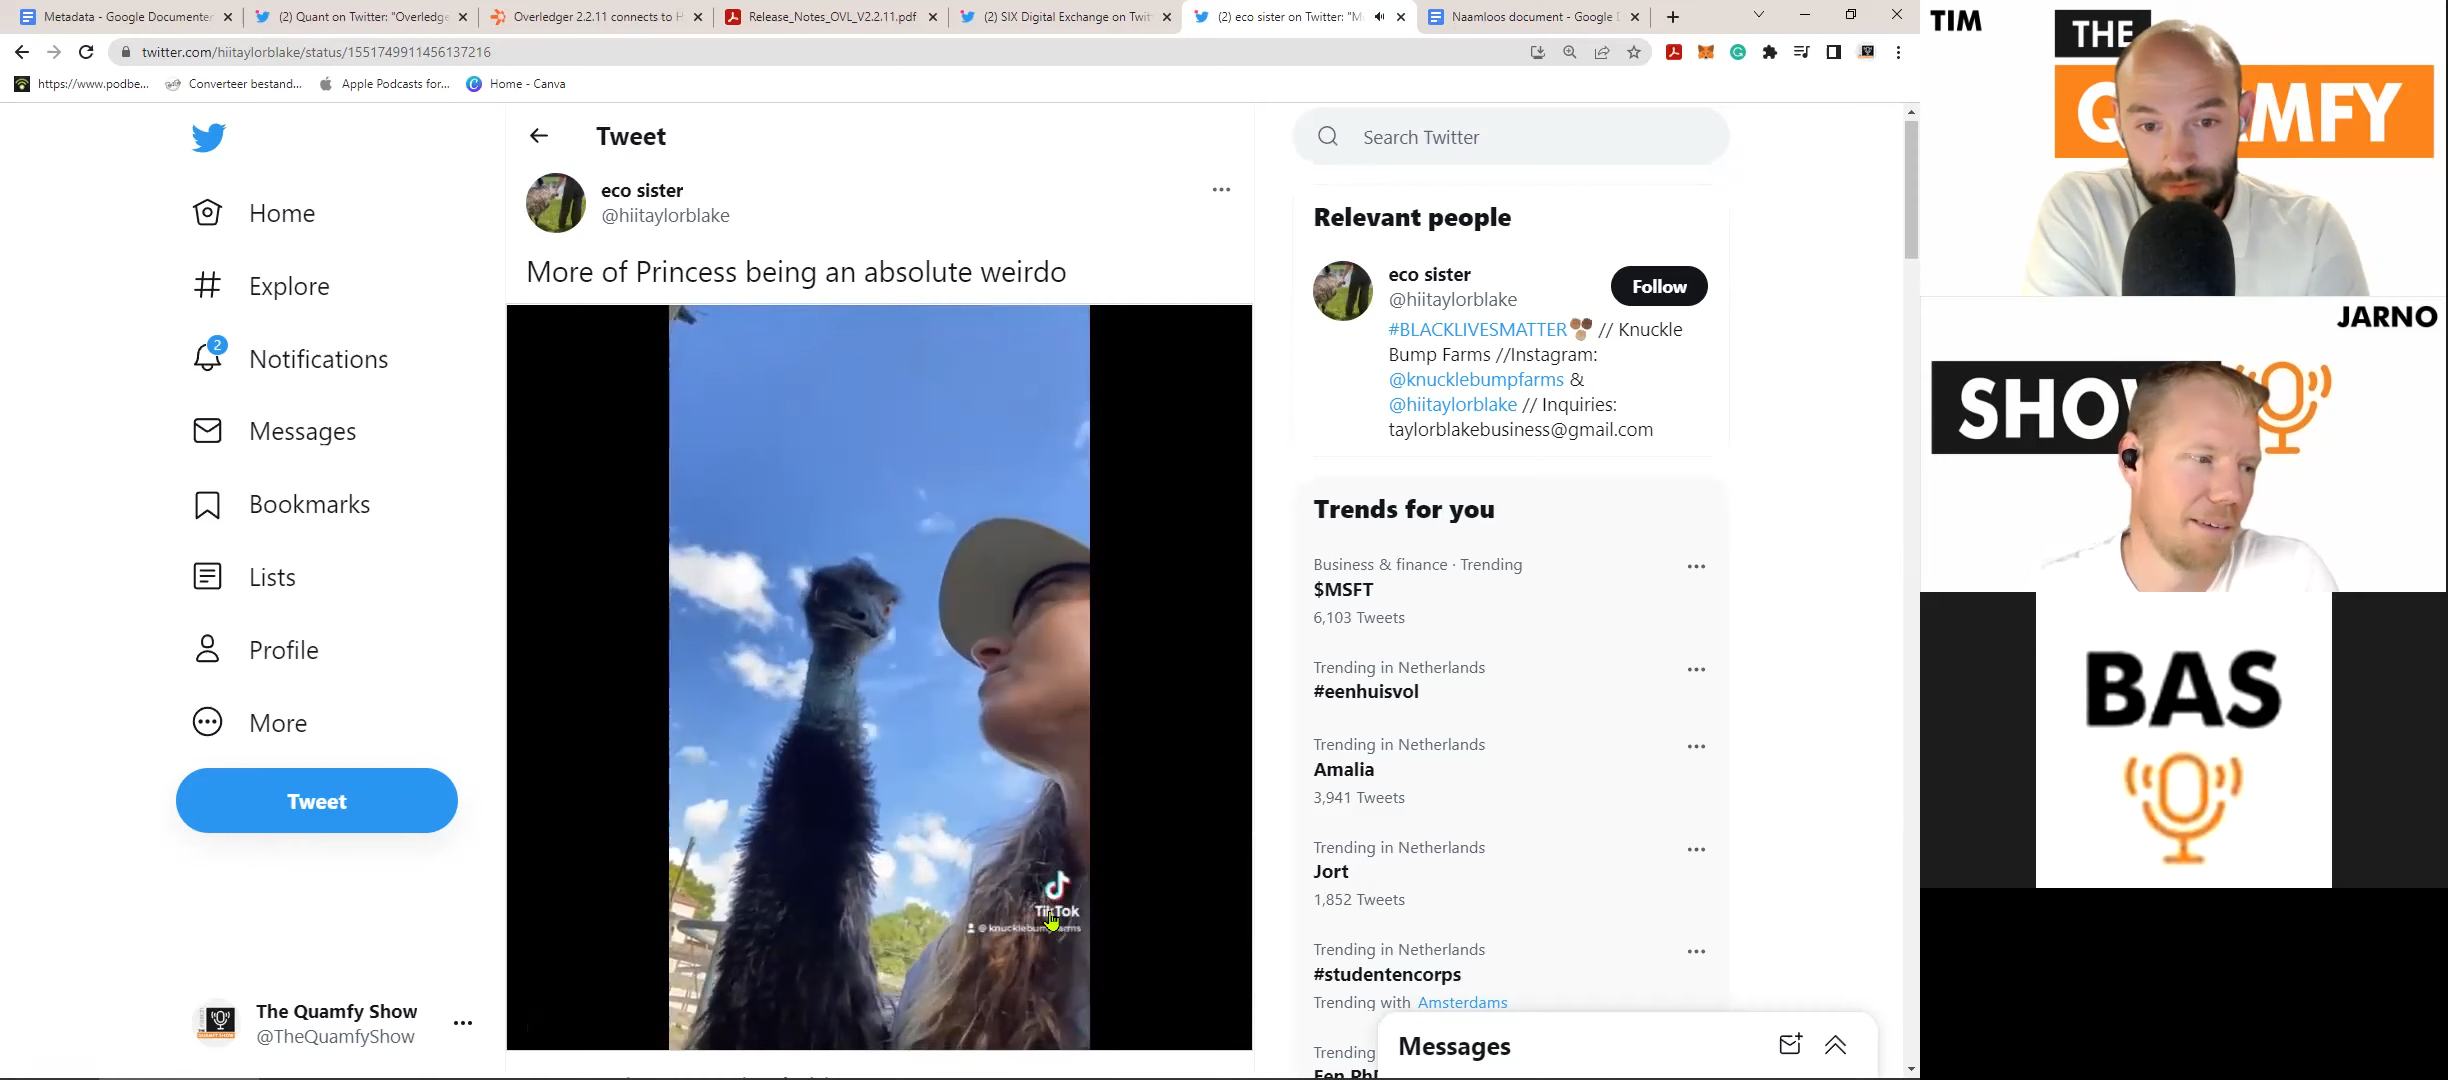 Metadata - Google Documenter
(2) Quant on Twitter: "Overledge
Overledger 2.2.11 connects to H
Release_Notes_OVL_V2.2.11.pdf
(2) SIX Digital Exchange on Twit
(2) eco sister on Twitter: "M
Naamloos document - Google D
twitter.com/hiitaylorblake/status/1551749911456137216
https://www.podbe...
Converteer bestand...
Apple Podcasts for...
Home - Canva
Home
Explore
2
Notifications
Messages
Bookmarks
Lists
Profile
More
Tweet
The Quamfy Show
@TheQuamfyShow
Tweet
eco sister
@hiitaylorblake
More of Princess being an absolute weirdo
TikTok
Search Twitter
Relevant people
eco sister
@hiitaylorblake
Follow
#BLACKLIVESMATTER // Knuckle
Bump Farms //Instagram:
@knucklebumpfarms &
@hiitaylorblake // Inquiries:
taylorblakebusiness@gmail.com
Trends for you
Business & finance · Trending
$MSFT
6,103 Tweets
Trending in Netherlands
#eenhuisvol
Trending in Netherlands
Amalia
3,941 Tweets
Trending in Netherlands
Jort
1,852 Tweets
Trending in Netherlands
#studentencorps
Trending with Amsterdams
Trending
Messages
TIM
THE
Q MFY
JARNO
SHO
BAS